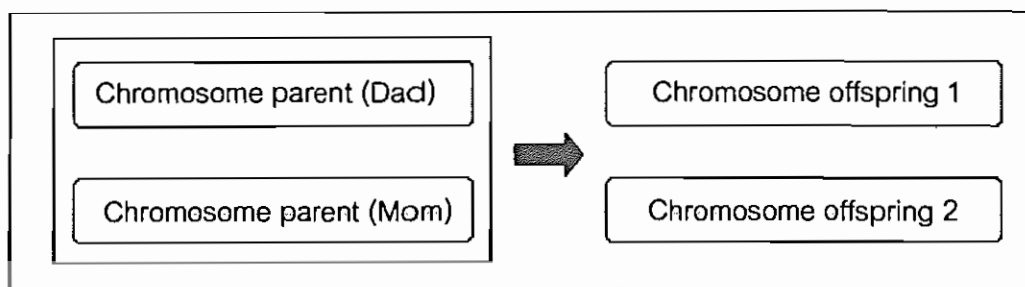 Chromosome parent (Dad)
Chromosome parent (Mom)
Chromosome offspring 1
Chromosome offspring 2